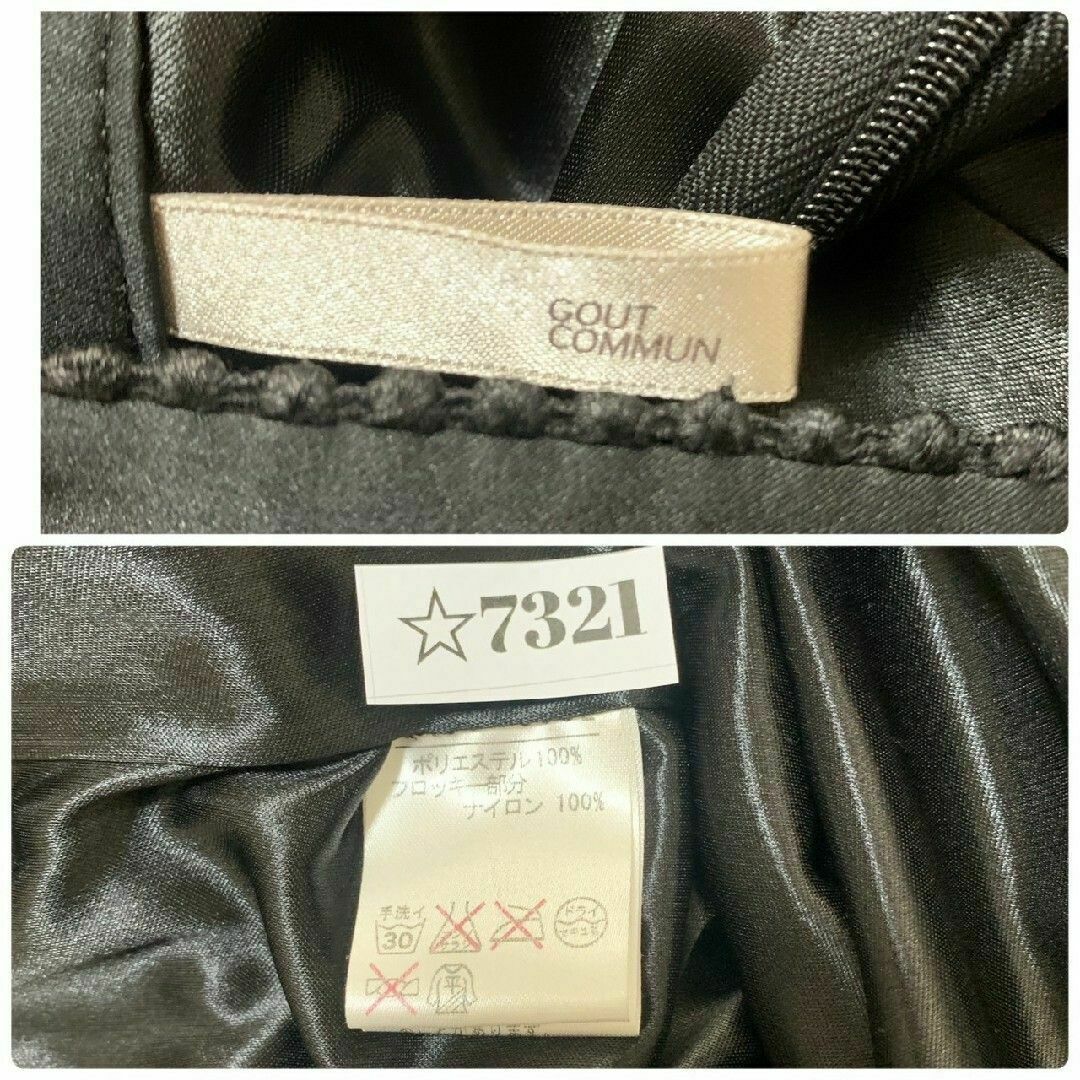 GOUT
COMMUN
☆7321
ポリエステル100%
フロッキー部分
ナイロン 100%
手洗イ
30
ドライ
平